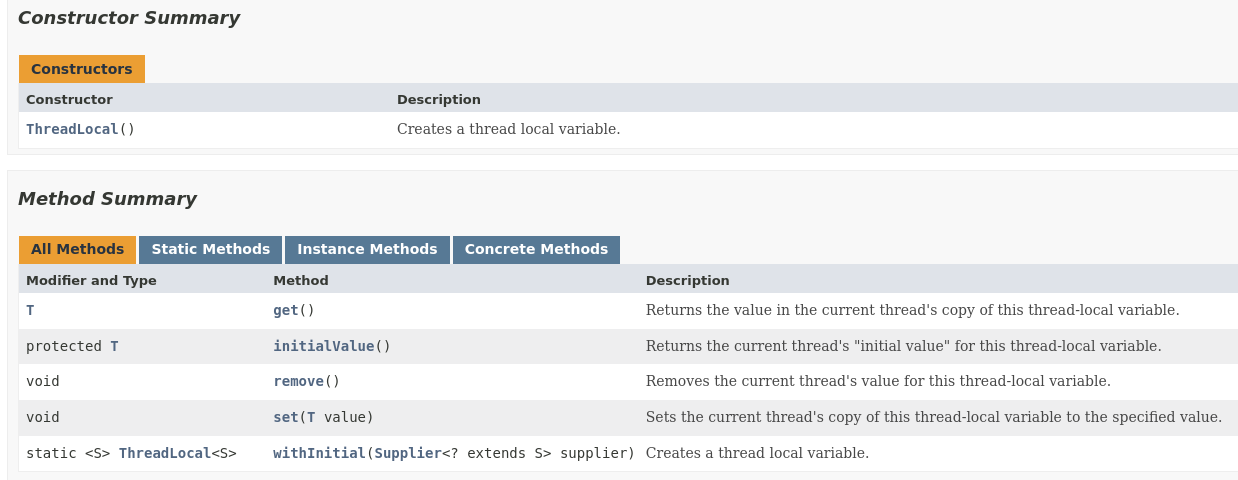 Constructor Summary
Constructors
Constructor Description
ThreadLocal() Creates a thread local variable.
Method Summary
All Methods Static Methods Instance Methods Concrete Methods
Modifier and Type Method Description
T get() Returns the value in the current thread's copy of this thread-local variable.
protected T initialValue() Returns the current thread's "initial value" for this thread-local variable.
void remove() Removes the current thread's value for this thread-local variable.
void set(T value) Sets the current thread's copy of this thread-local variable to the specified value.
static <S> ThreadLocal<S> withInitial(Supplier<? extends S> supplier) Creates a thread local variable.